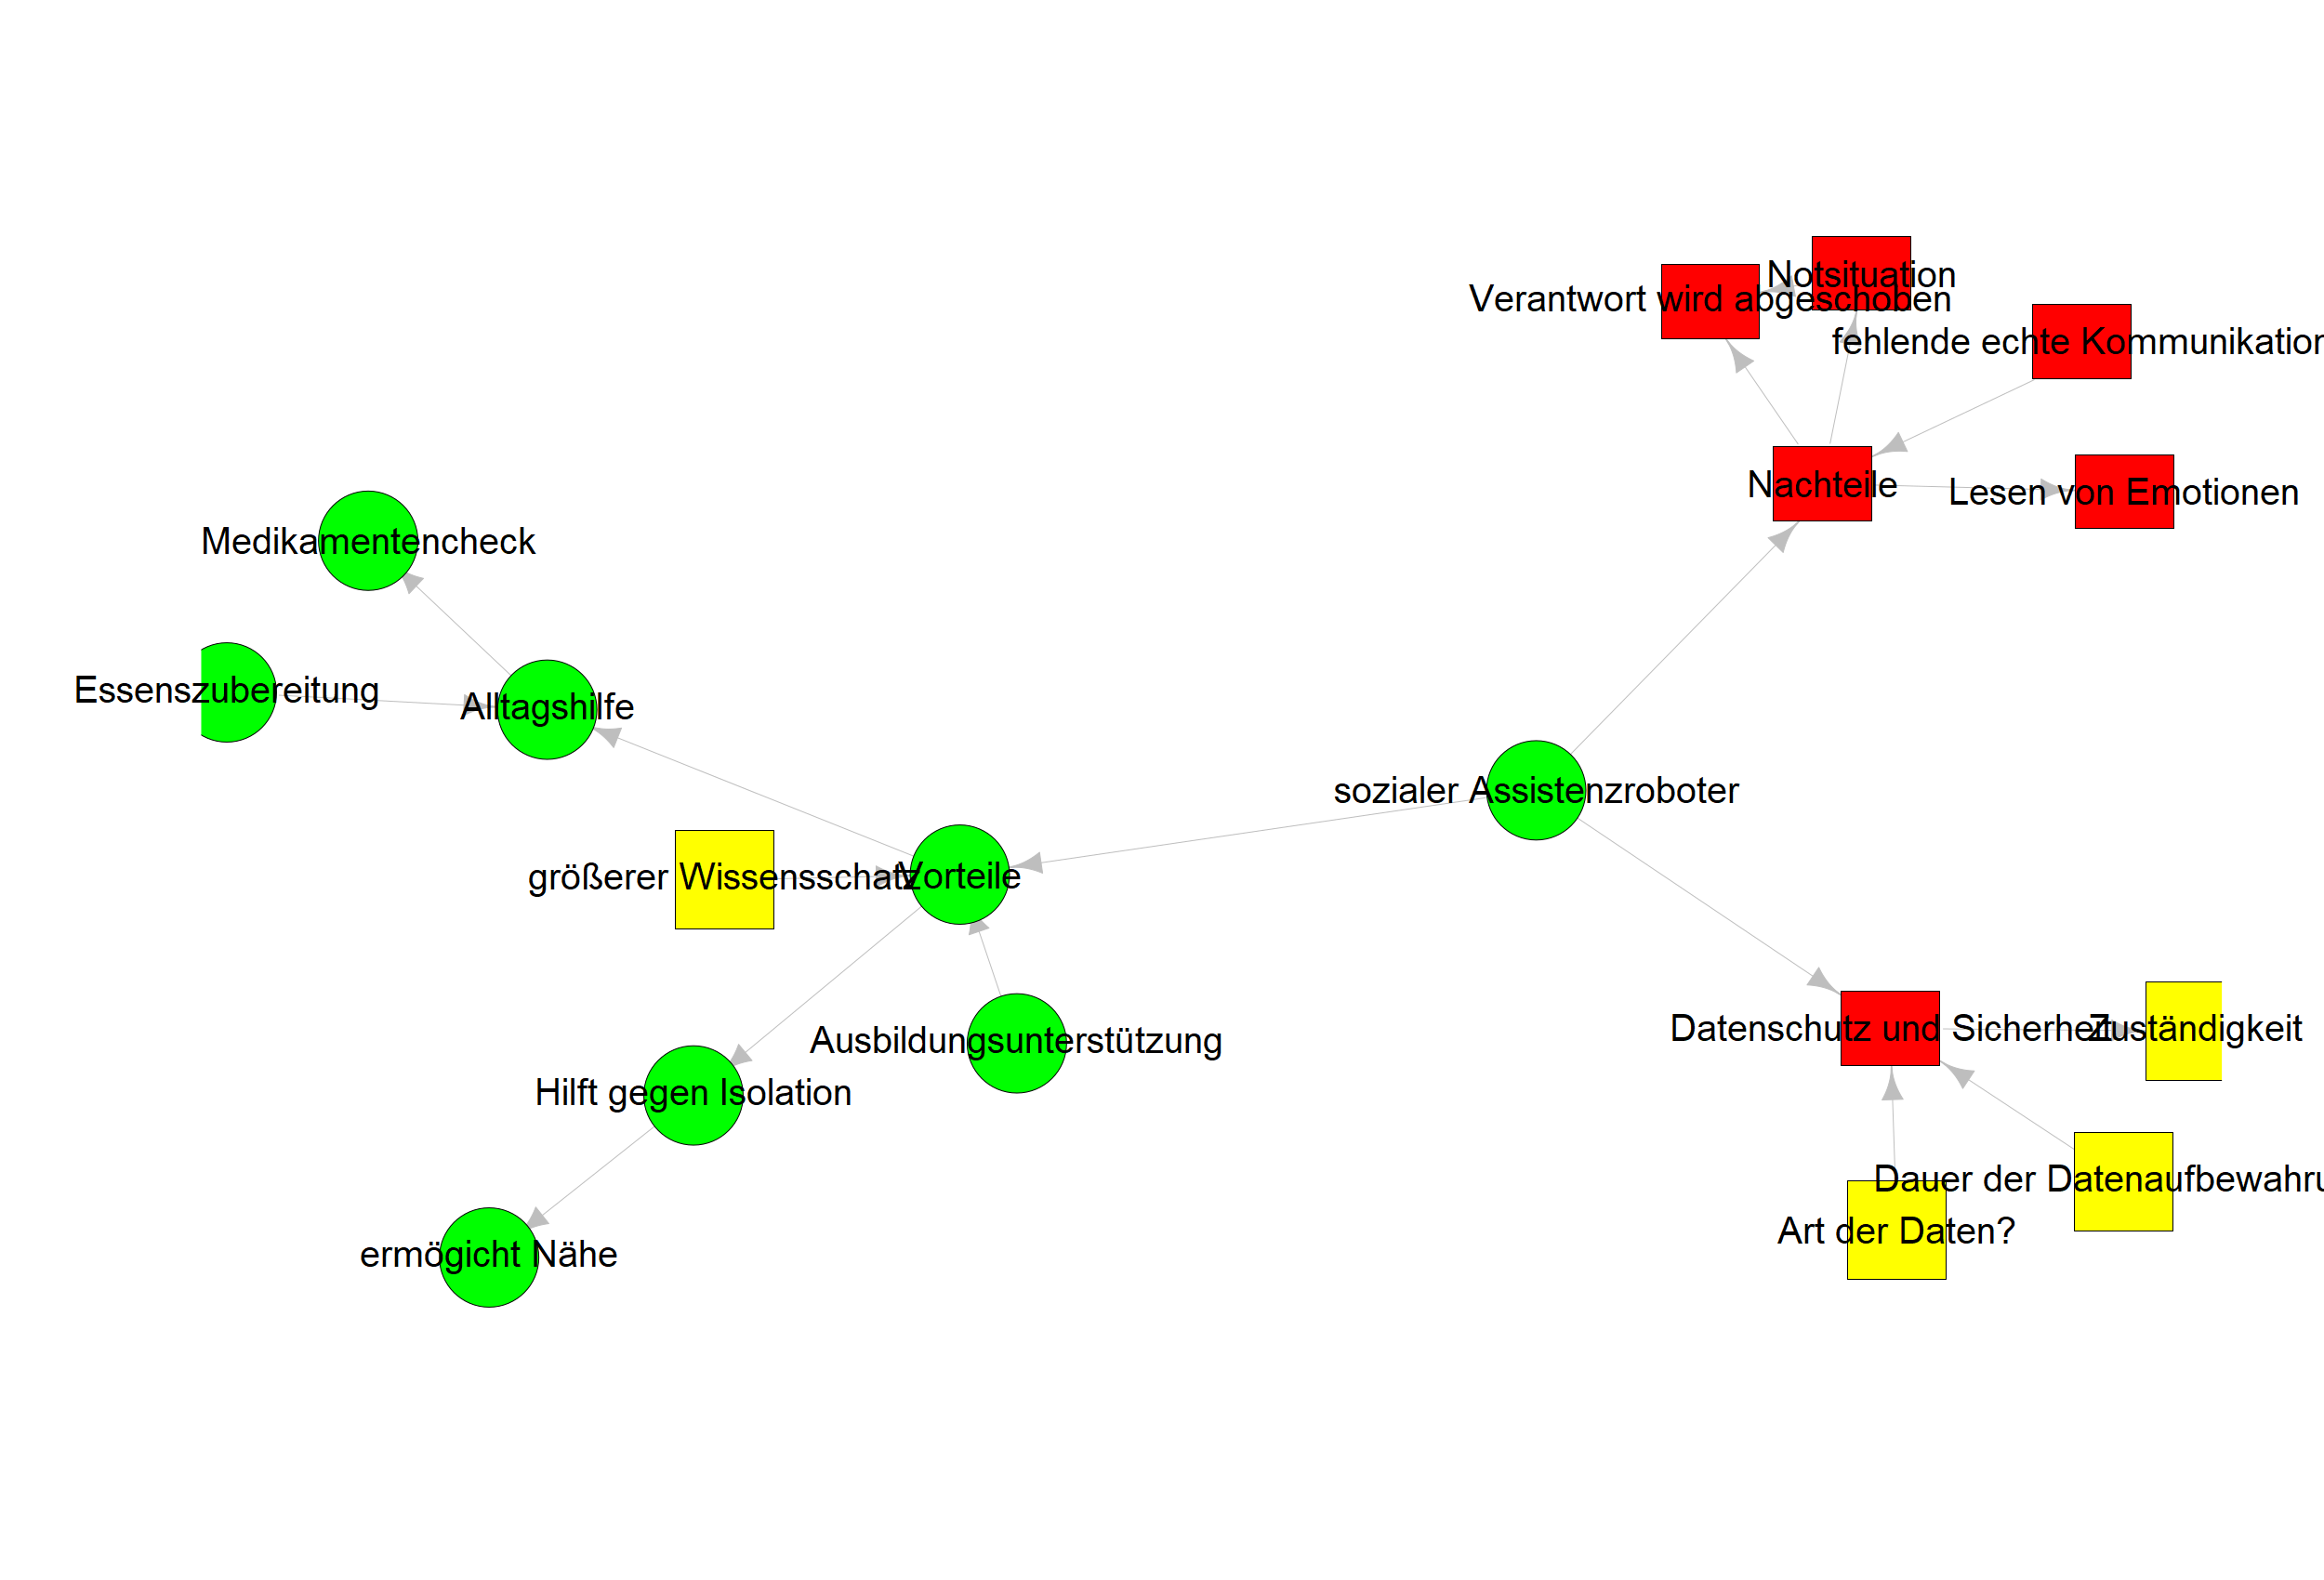 Notsituation
Verantwort wird abgeschoben
fehlende echte Kommunikation
Nachteile
Lesen von Emotionen
Medikamentencheck
Essenszubereitung
Alltagshilfe
sozialer Assistenzroboter
größerer Wissensschatz
Vorteile
Datenschutz und Sicherheit
Zuständigkeit
Ausbildungsunterstützung
Hilft gegen Isolation
Dauer der Datenaufbewahru
Art der Daten?
ermögicht Nähe